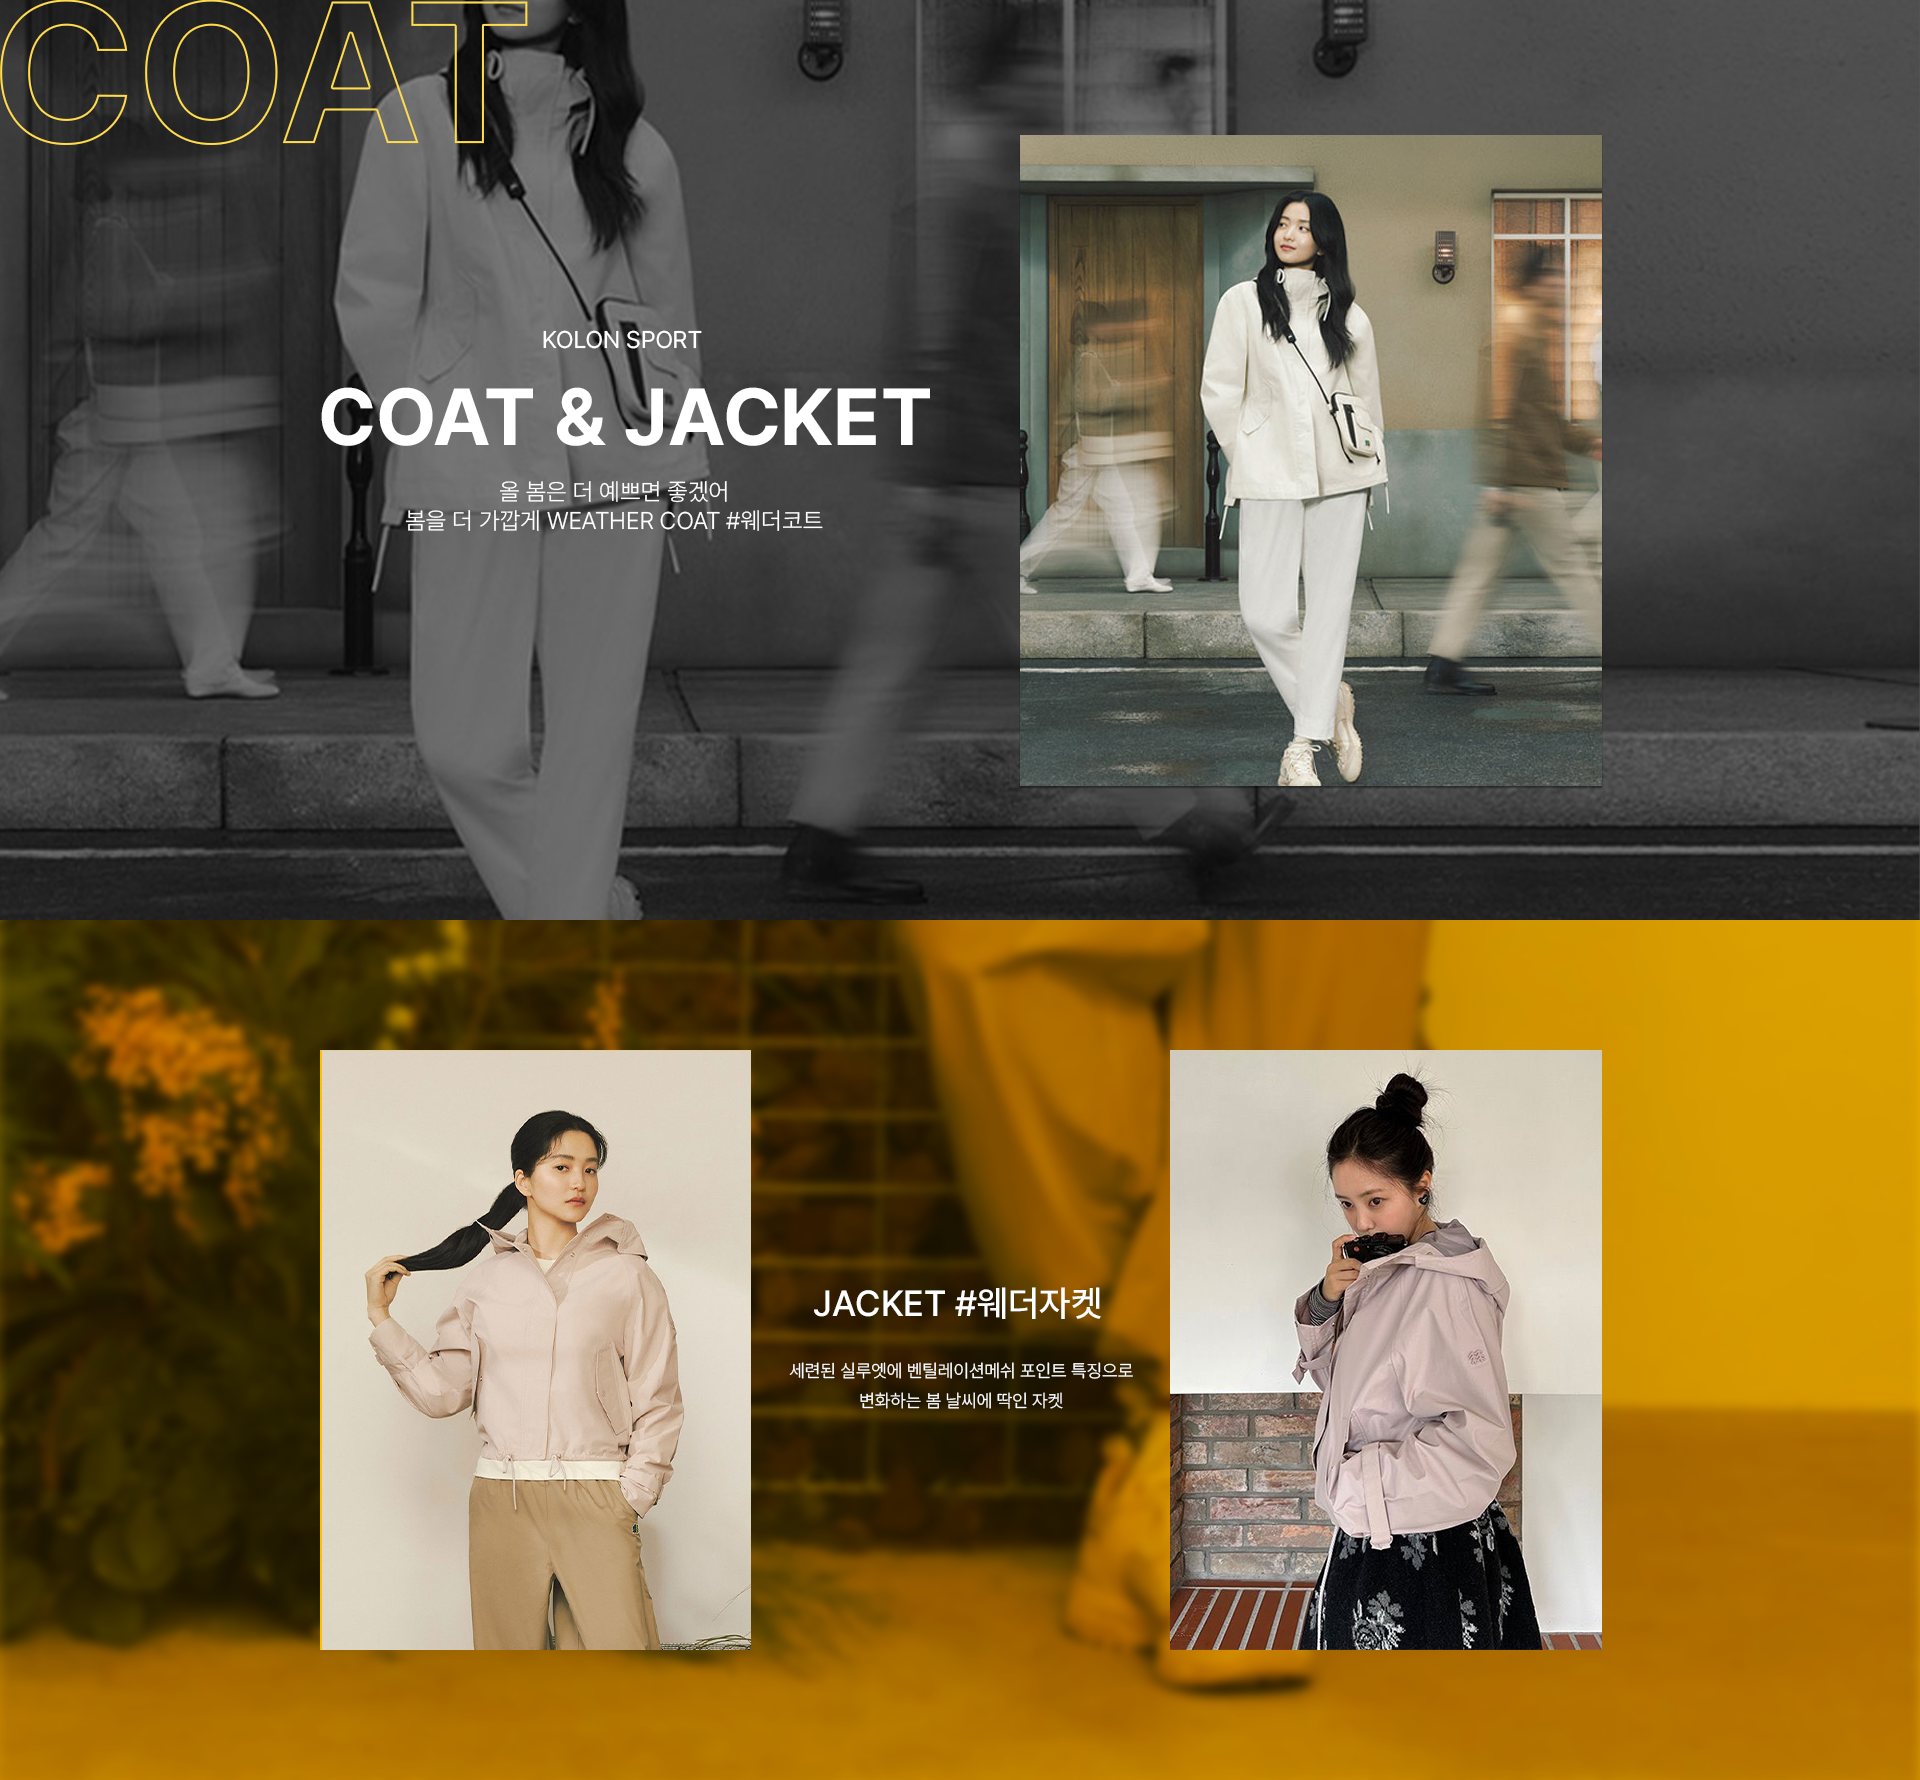 COAT
KOLON SPORT
COAT & JACKET
올 봄은 더 예쁘면 좋겠어
봄을 더 가깝게 WEATHER COAT #웨더코트
JACKET #웨더자켓
세련된 실루엣에 벤틸레이션메쉬 포인트 특징으로
변화하는 봄 날씨에 딱인 자켓